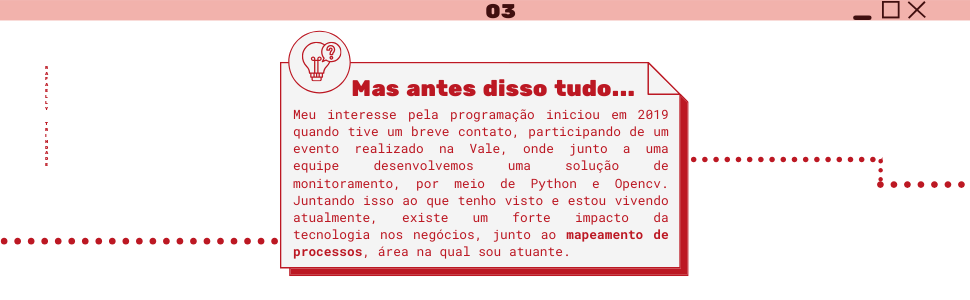 03
RAFAELLY TRINDADE
Mas antes disso tudo...
Meu interesse pela programação iniciou em 2019
quando tive um breve contato, participando de um
evento realizado na Vale, onde junto a uma
equipe desenvolvemos uma solução de
monitoramento, por meio de Python e Opencv.
Juntando isso ao que tenho visto e estou vivendo
atualmente, existe um forte impacto da
tecnologia nos negócios, junto ao mapeamento de
processos, área na qual sou atuante.